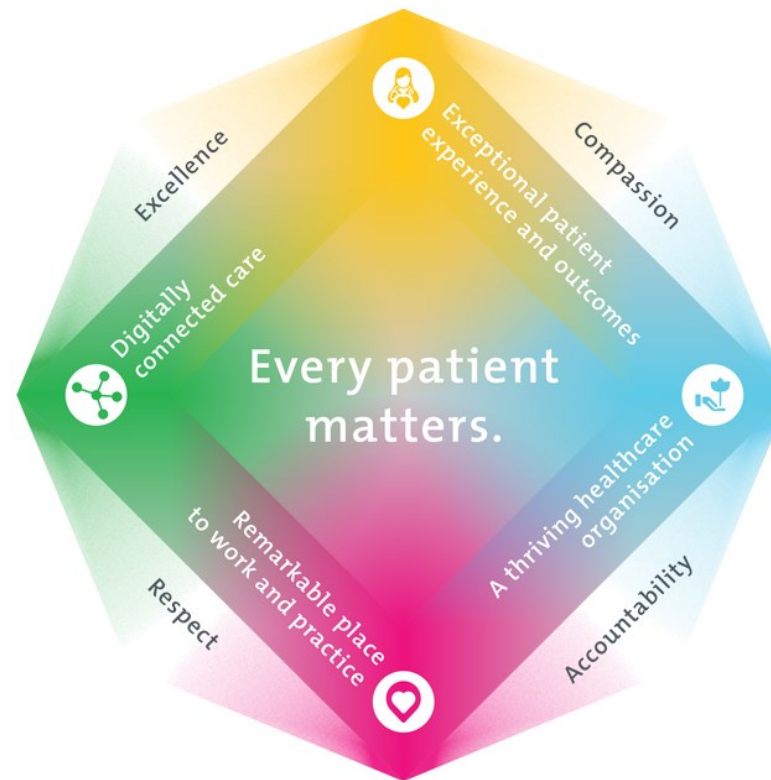 Excellence
Compassion
Exceptional patient
experience and outcomes
Digitally
connected care
Every patient
matters.
Remarkable place
to work and practice
A thriving healthcare
organisation
Respect
Accountability